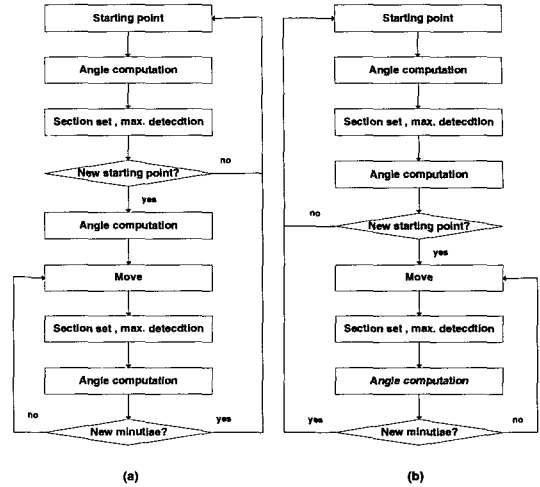 Starting point
Angle computation
Section set , max. detecdtion
New starting point?
no
yes
Angle computation
Move
Section set , max. detecdtion
Angle computation
no
New minutiae?
yes
(a)
Starting point
Angle computation
Section set , max. detecdtion
Angle computation
no
New starting point?
yes
Move
Section set , max. detecdtion
Angle computation
yes
New minutiae?
no
(b)